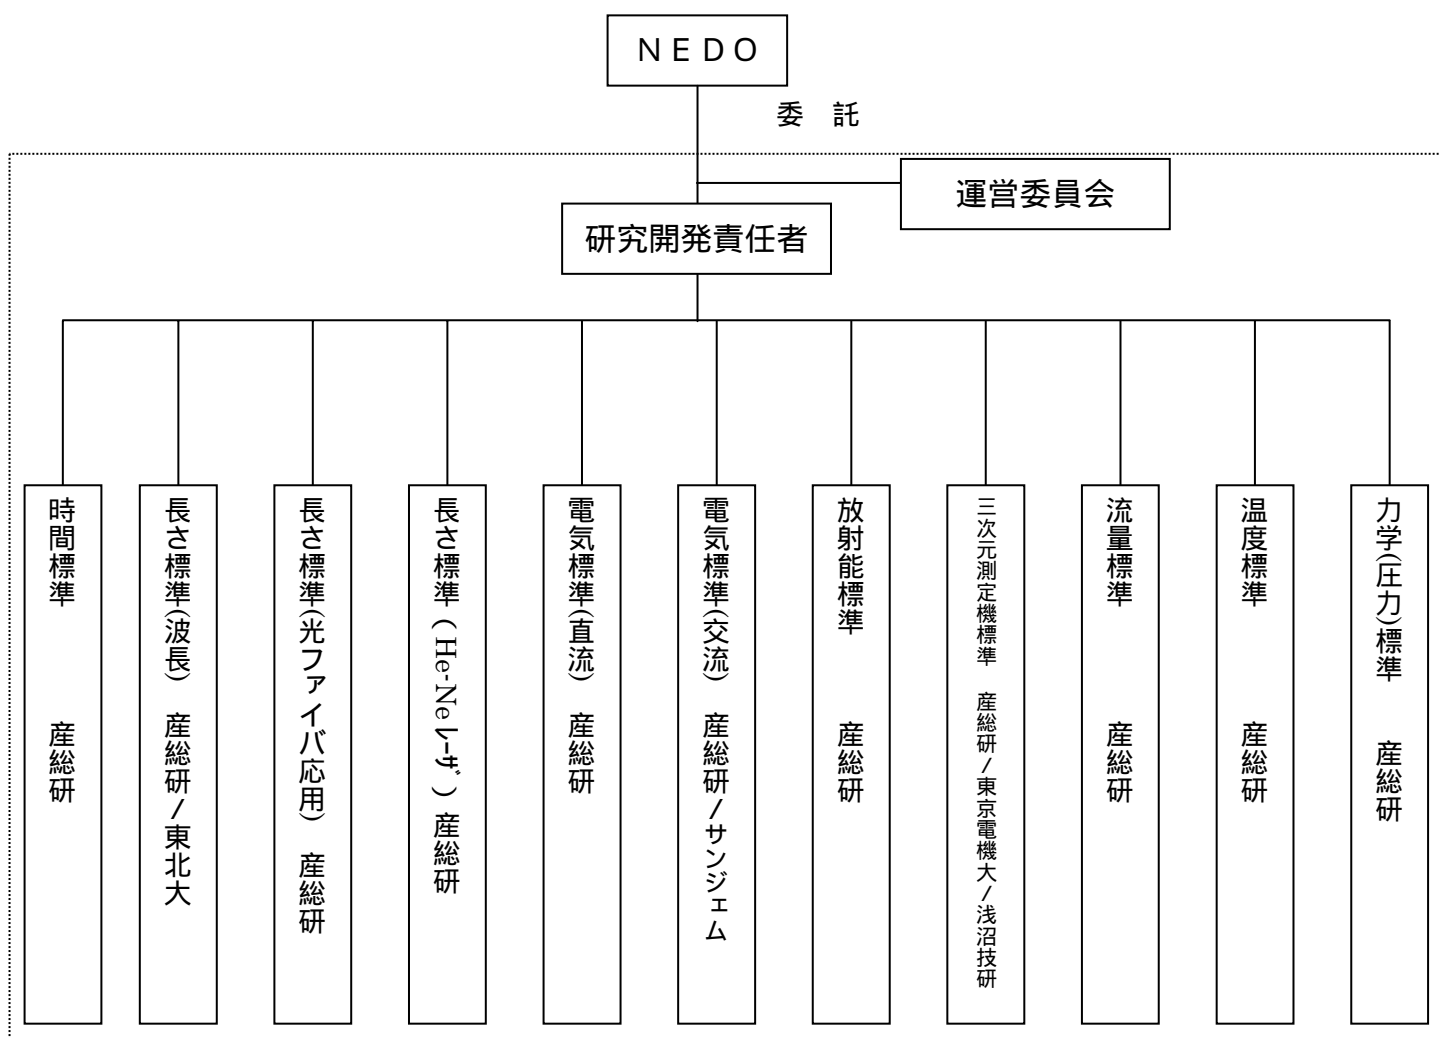 ＮＥＤＯ
委　託
運営委員会
研究開発責任者
時間標準　産総研
長さ標準(波長)　産総研/東北大
長さ標準(光ファイバ応用)　産総研
長さ標準(He-Neﾚｰｻﾞ)産総研
電気標準(直流)　産総研
電気標準(交流)　産総研/サンジェム
放射能標準　産総研
三次元測定機標準　産総研/東京電機大/浅沼技研
流量標準　産総研
温度標準　産総研
力学(圧力)標準　産総研